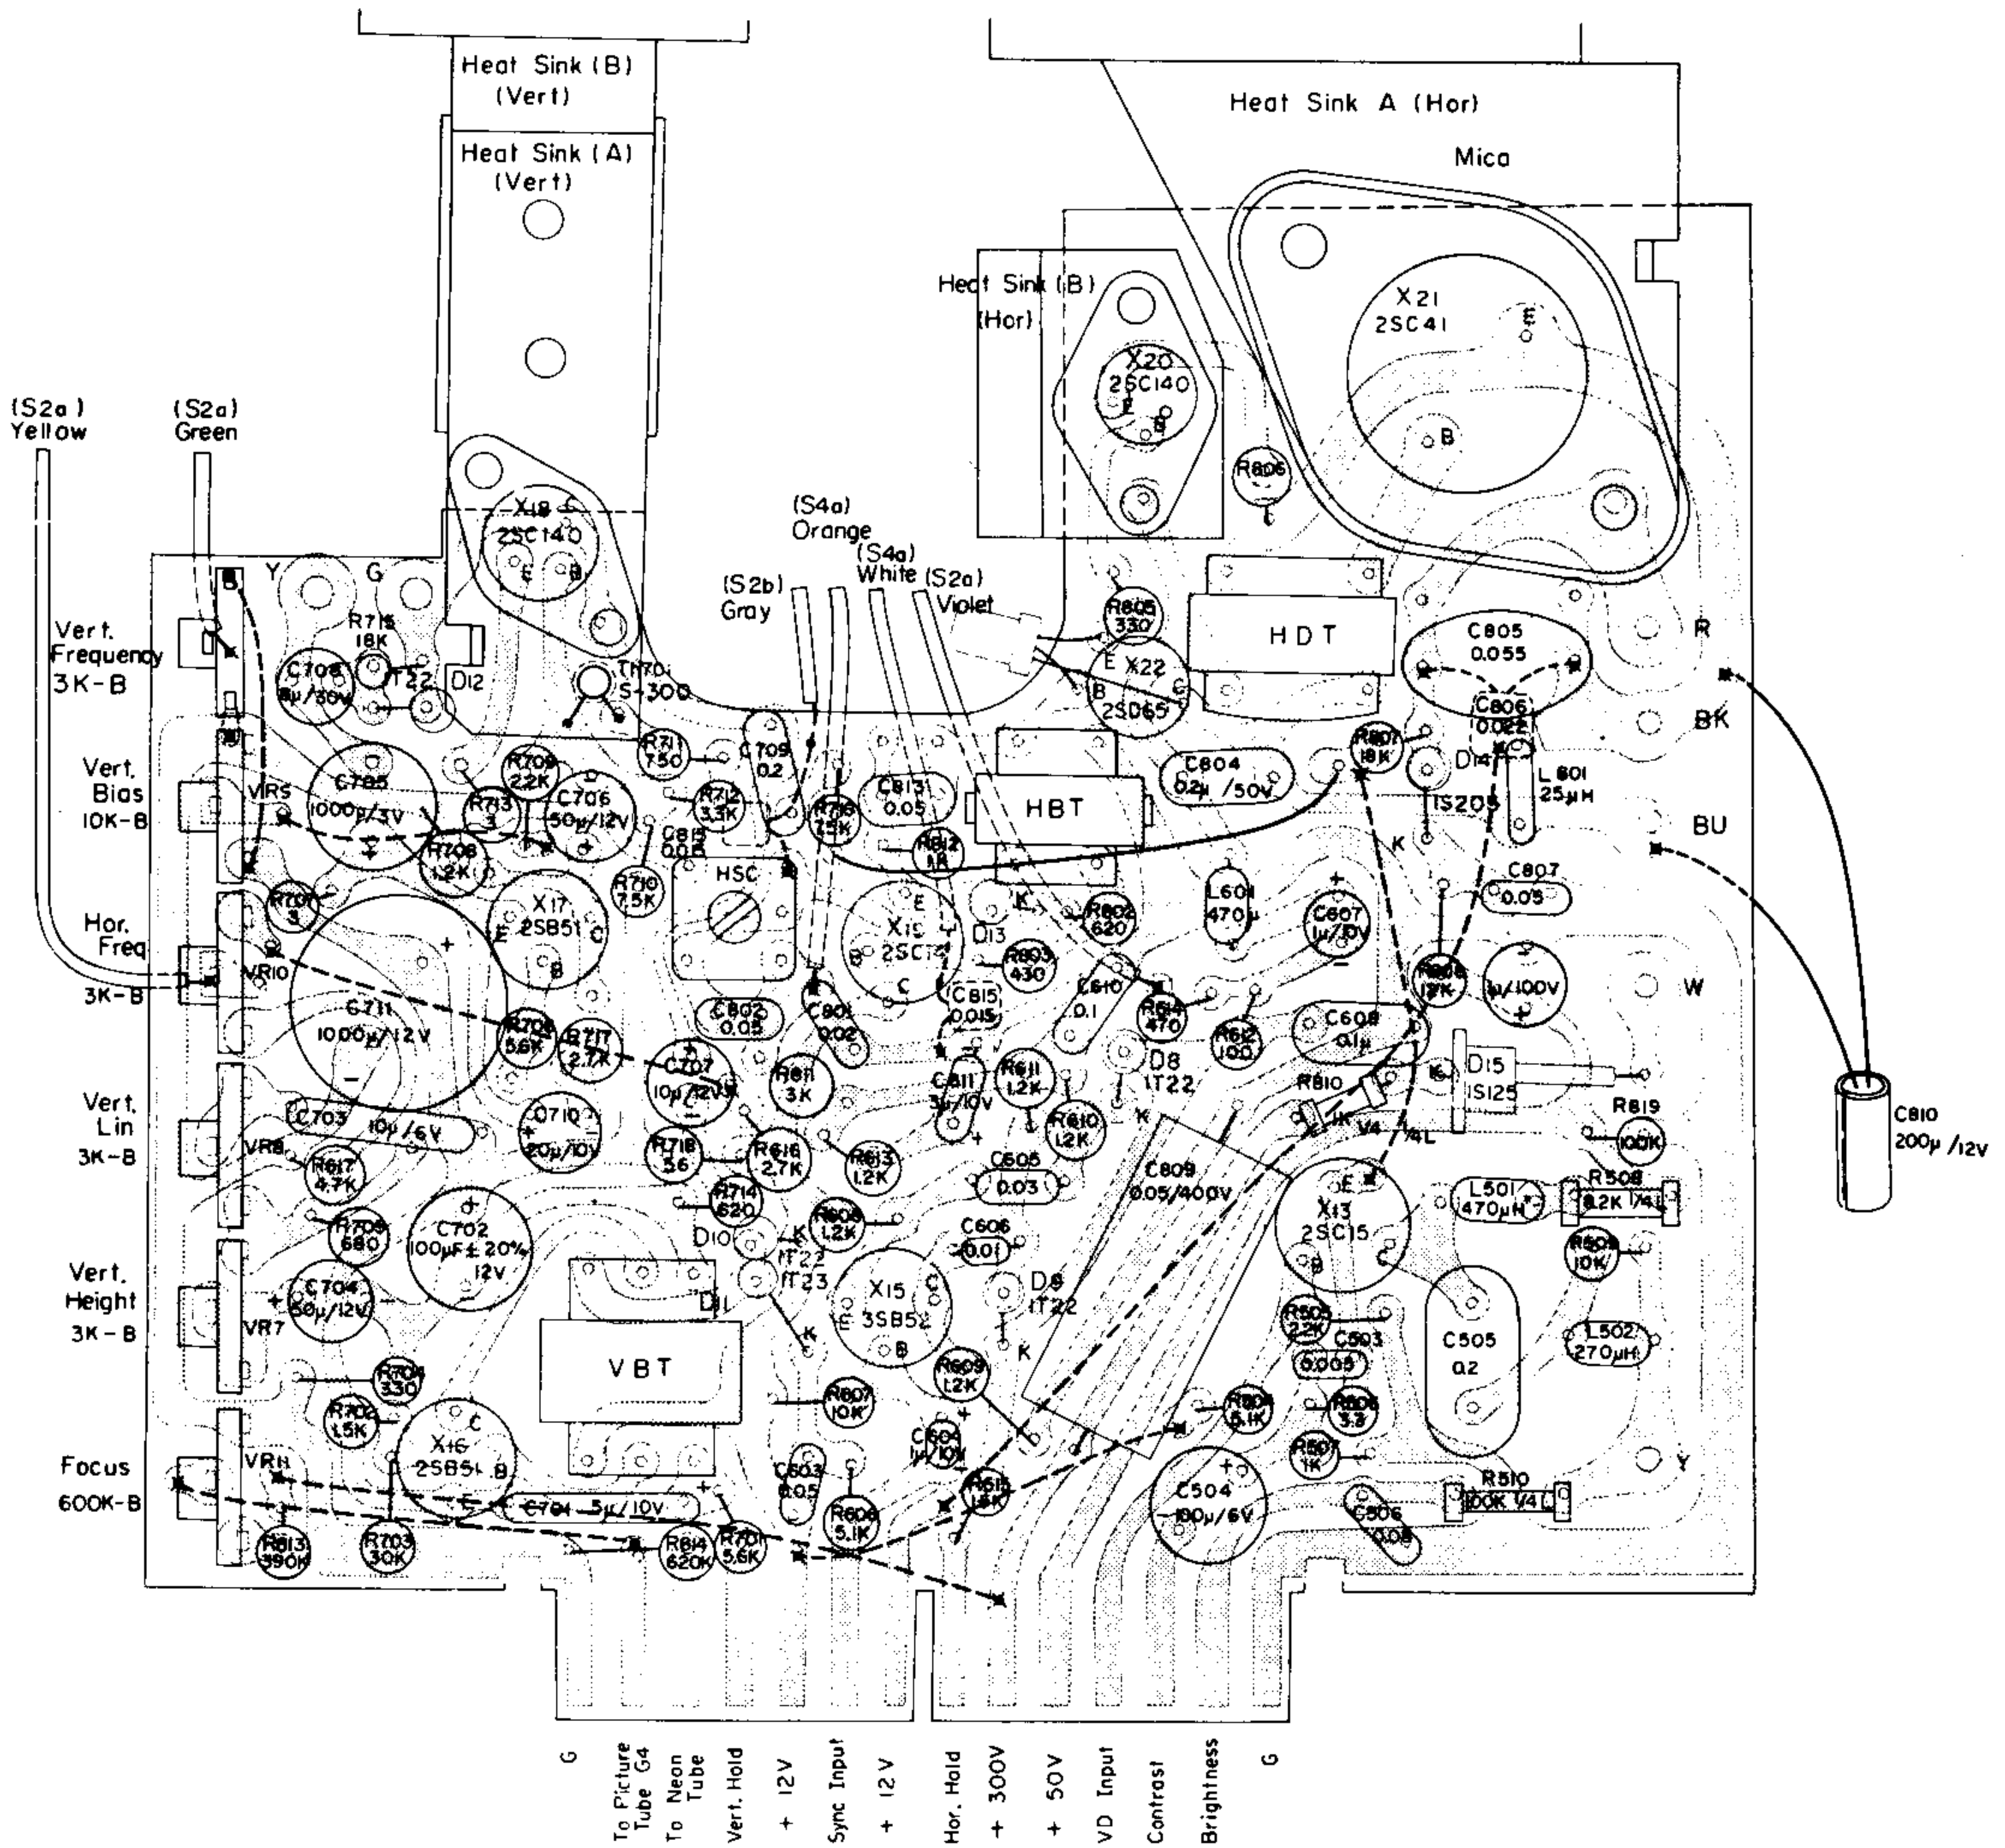 Heat Sink (B)
(Vert)
Heat Sink (A)
(Vert)
Heat Sink A (Hor)
Mica
Heat Sink (B)
(Hor)
X21
2SC41
E
B
X20
2SC140
E
B
R806
(S2a)
Yellow
(S2a)
Green
X18
2SC140
C
E
B
(S4a)
Orange
(S4a)
White
(S2a)
Violet
(S2b)
Gray
Y
G
Vert.
Frequency
3K-B
R715
18K
C708
1T22
D12
S-300
R805
330
E
X22
B
C
2SD65
HDT
C805
0.055
C806
0.022
R
BK
BU
W
Y
Vert.
Bias
10K-B
VR5
C705
1000µ/3V
+
R709
2.2K
R713
3
C706
50µ/12V
+
R708
1.2K
R711
750
R712
3.3K
C709
0.2
C813
0.05
R812
1K
HBT
C804
0.2µ/50V
R807
18K
D14
1S205
K
L801
25µH
C807
0.05
Hor.
Freq
3K-B
VR10
R707
3
C711
1000µ/12V
+
−
X17
2SB51
E
C
B
R710
7.5K
HSC
E
B
C
K
D13
R802
620
R803
430
L601
470µ
C607
1µ/10V
+
−
1µ/100V
+
5.6K
R717
2.7K
C802
0.05
C801
0.02
C815
0.015
C610
0.1
R614
470
R612
100
C608
0.1µ
C707
10µ/12V
R811
3K
C811
3µ/10V
+
R611
1.2K
D8
1T22
K
R610
1.2K
R810
1K 1/4
1/4L
D15
1S125
R819
100K
C810
200µ/12V
Vert.
Lin
3K-B
VR8
C703
10µ/6V
C710
20µ/10V
+
R617
4.7K
R718
5.6
R616
2.7K
R613
1.2K
R714
620
C605
0.03
C809
0.05/400V
X13
2SC15
E
B
C
L501
470µH
R508
8.2K 1/4L
R509
10K
R705
680
C702
100µF±20%
12V
+
D10
1T23
K
1T23
D11
1.2K
C606
0.01
X15
3SB52
E
C
B
D9
1T22
K
Vert.
Height
3K-B
VR7
C704
50µ/12V
+
−
VBT
K
R505
2.2K
C503
0.005
C505
0.2
L502
270µH
R704
330
R702
1.5K
R609
1.2K
R607
10K
5.1K
3.3
R507
1K
Focus
600K-B
VR11
X16
2SB51
C
B
E
C701
5µ/10V
+
C603
0.05
C604
1µ/10V
+
−
5.1K
R615
C504
100µ/6V
+
−
C506
R510
100K 1/4L
R813
390K
R703
30K
R814
620K
R701
5.6K
G
To Picture
Tube G4
To Neon
Tube
Vert. Hold
+ 12V
Sync Input
+ 12V
Hor. Hold
+ 300V
+ 50V
VD Input
Contrast
Brightness
G